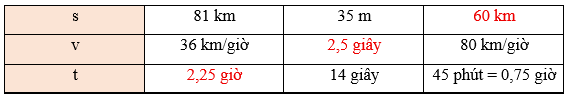 s 81 km 35 m 60 km
v 36 km/giờ 2,5 giây 80 km/giờ
t 2,25 giờ 14 giây 45 phút = 0,75 giờ